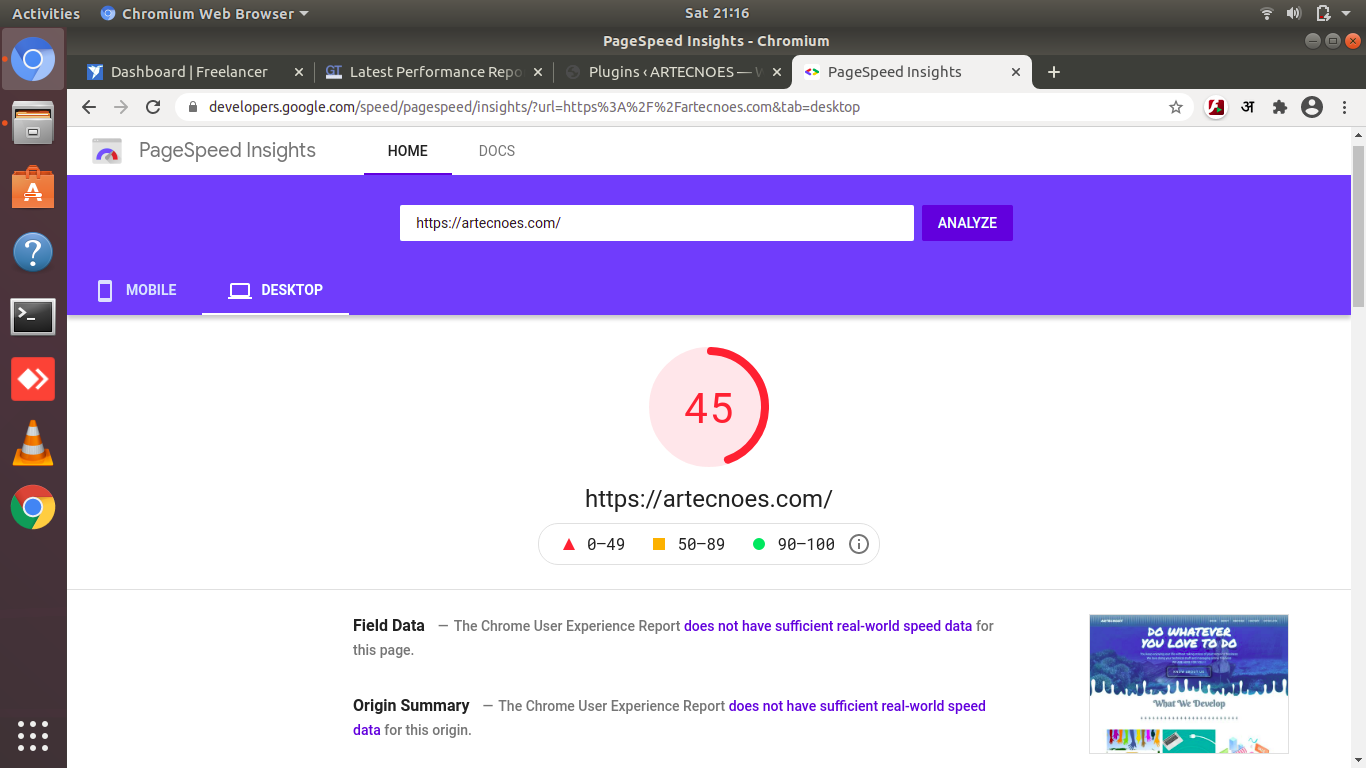 Activities
Chromium Web Browser
Sat 21:16
PageSpeed Insights - Chromium
Dashboard | Freelancer
Latest Performance Repo
Plugins ‹ ARTECNOES — W
PageSpeed Insights
developers.google.com/speed/pagespeed/insights/?url=https%3A%2F%2Fartecnoes.com&tab=desktop
अ
PageSpeed Insights
HOME
DOCS
https://artecnoes.com/
ANALYZE
MOBILE
DESKTOP
45
https://artecnoes.com/
0–49
50–89
90–100
Field Data — The Chrome User Experience Report does not have sufficient real-world speed data for
this page.
Origin Summary — The Chrome User Experience Report does not have sufficient real-world speed
data for this origin.
DO WHATEVER
YOU LOVE TO DO
What We Develop